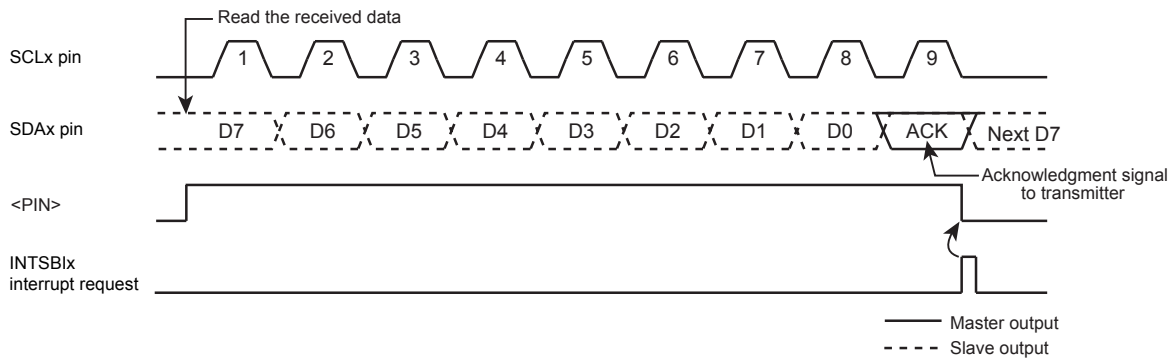 Read the received data
SCLx pin
1 2 3 4 5 6 7 8 9
SDAx pin
D7 D6 D5 D4 D3 D2 D1 D0 ACK Next D7
Acknowledgment signal
to transmitter
<PIN>
INTSBIx
interrupt request
Master output
Slave output